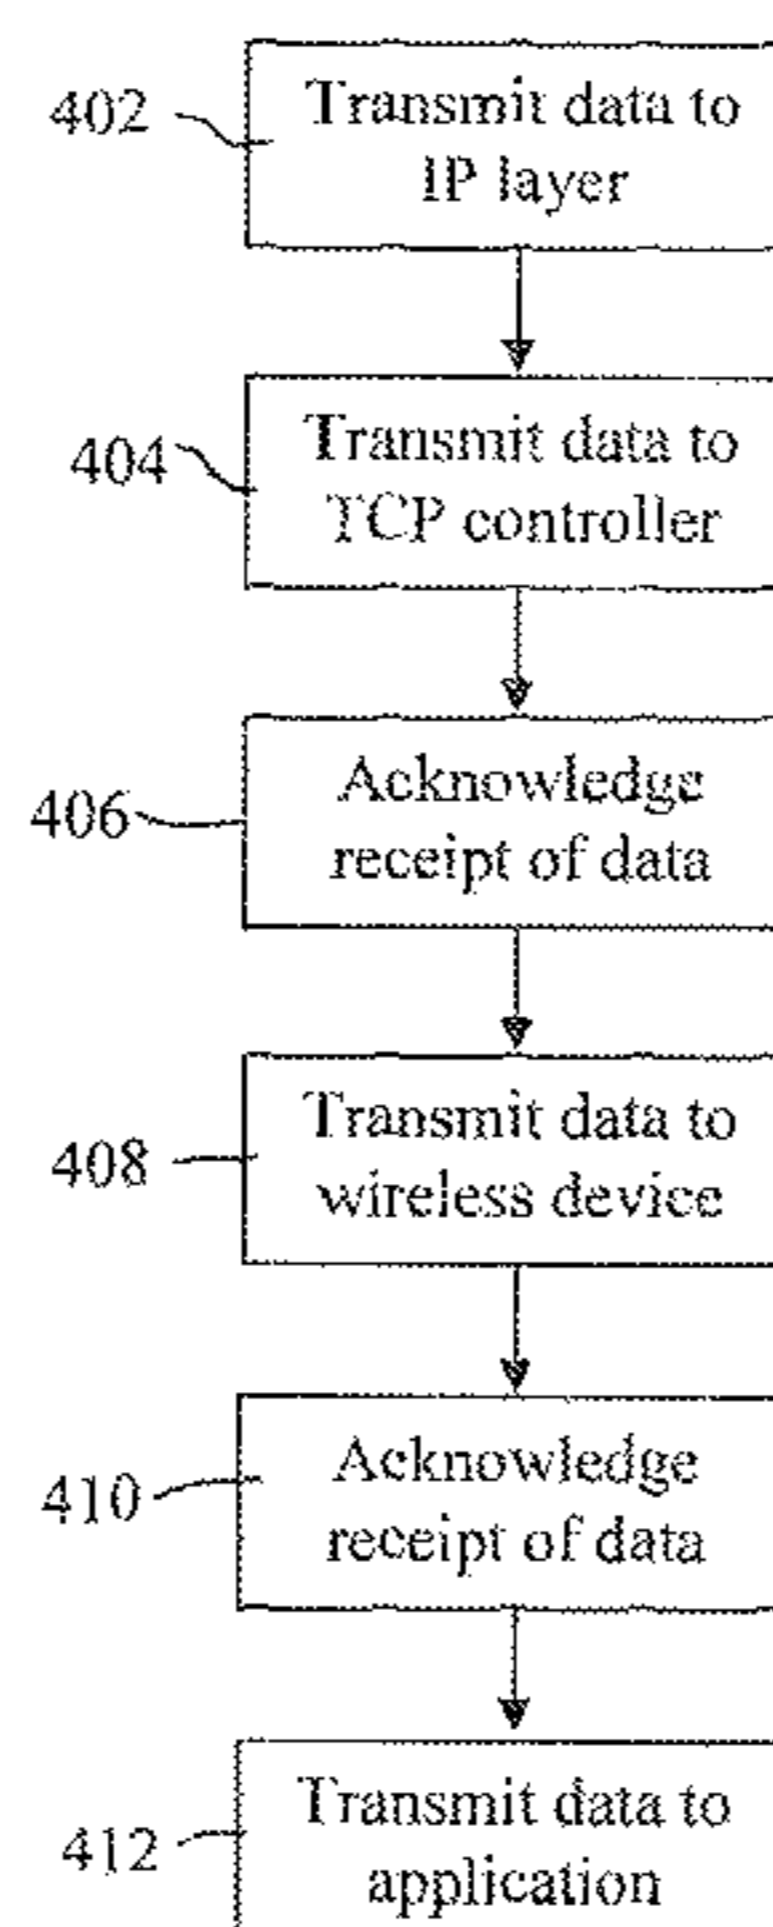 402
Transmit data to
IP layer
404
Transmit data to
TCP controller
406
Acknowledge
receipt of data
408
Transmit data to
wireless device
410
Acknowledge
receipt of data
412
Transmit data to
application